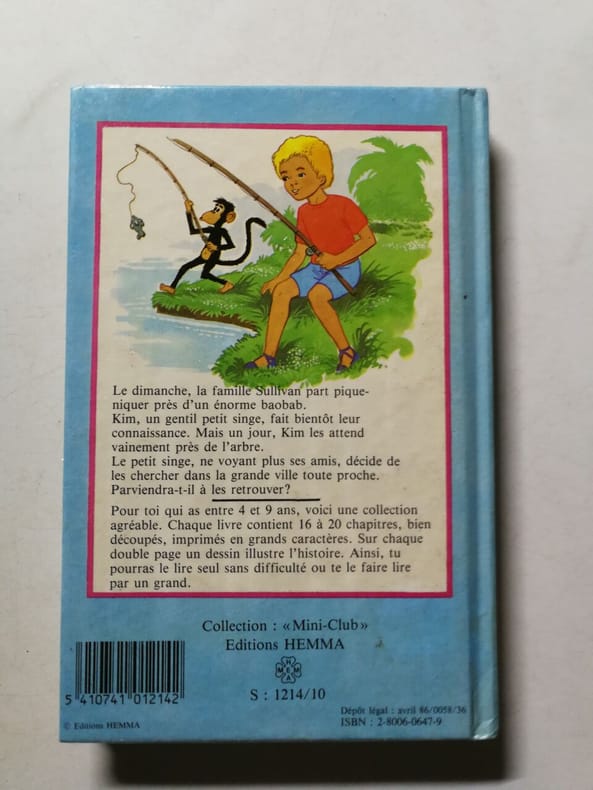 Le dimanche, la famille Sullivan part pique-
niquer près d'un énorme baobab.
Kim, un gentil petit singe, fait bientôt leur
connaissance. Mais un jour, Kim les attend
vainement près de l'arbre.
Le petit singe, ne voyant plus ses amis, décide de
les chercher dans la grande ville toute proche.
Parviendra-t-il à les retrouver?
Pour toi qui as entre 4 et 9 ans, voici une collection
agréable. Chaque livre contient 16 à 20 chapitres, bien
découpés, imprimés en grands caractères. Sur chaque
double page un dessin illustre l'histoire. Ainsi, tu
pourras le lire seul sans difficulté ou te le faire lire
par un grand.
Collection : «Mini-Club»
Editions HEMMA
HEMMA
S : 1214/10
5 410741 012142
© Editions HEMMA
Dépôt légal : avril 86/0058/36
ISBN : 2-8006-0647-9